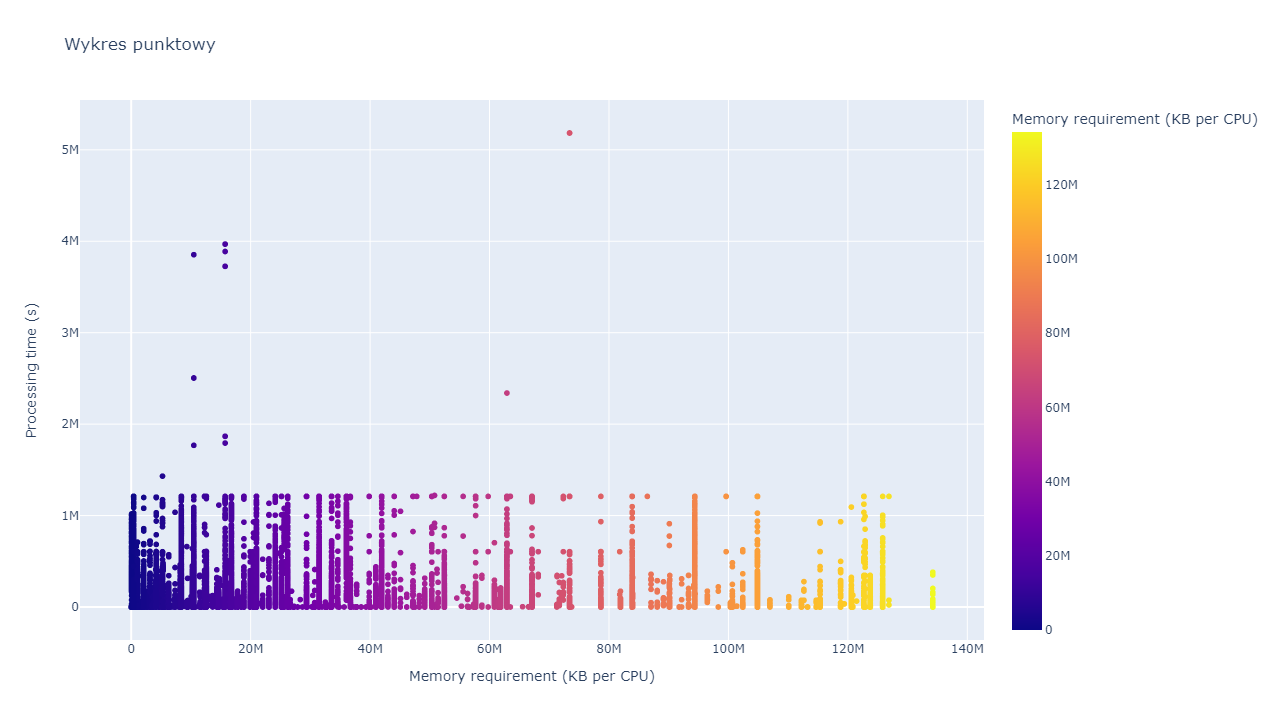 Wykres punktowy
Memory requirement (KB per CPU)
Processing time (s)
5M
4M
3M
2M
1M
0
0
20M
40M
60M
80M
100M
120M
140M
Memory requirement (KB per CPU)
120M
100M
80M
60M
40M
20M
0